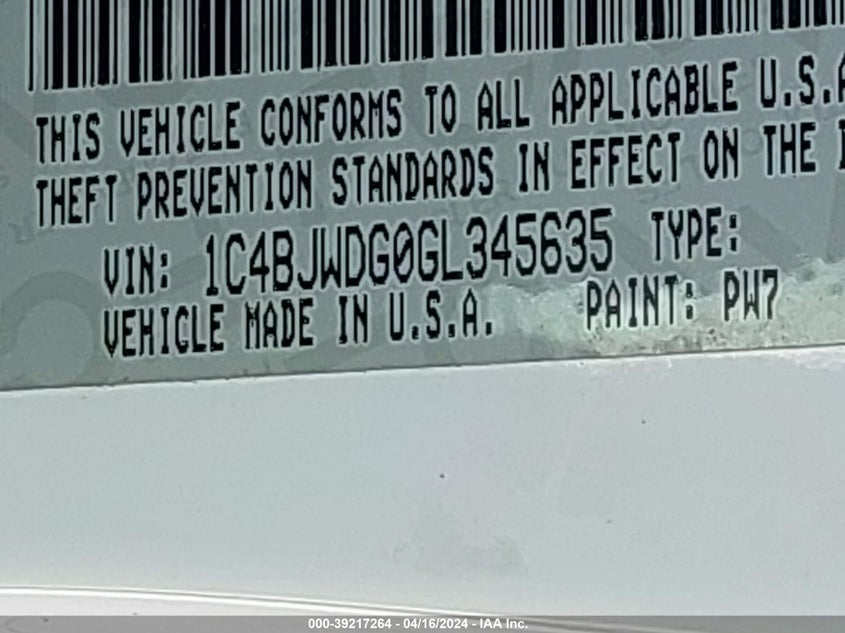 THIS VEHICLE CONFORMS TO ALL APPLICABLE U.S.A
THEFT PREVENTION STANDARDS IN EFFECT ON THE
VIN: 1C4BJWDG0GL345635 TYPE:
VEHICLE MADE IN U.S.A. PAINT: PW7
000-39217264 - 04/16/2024 - IAA Inc.